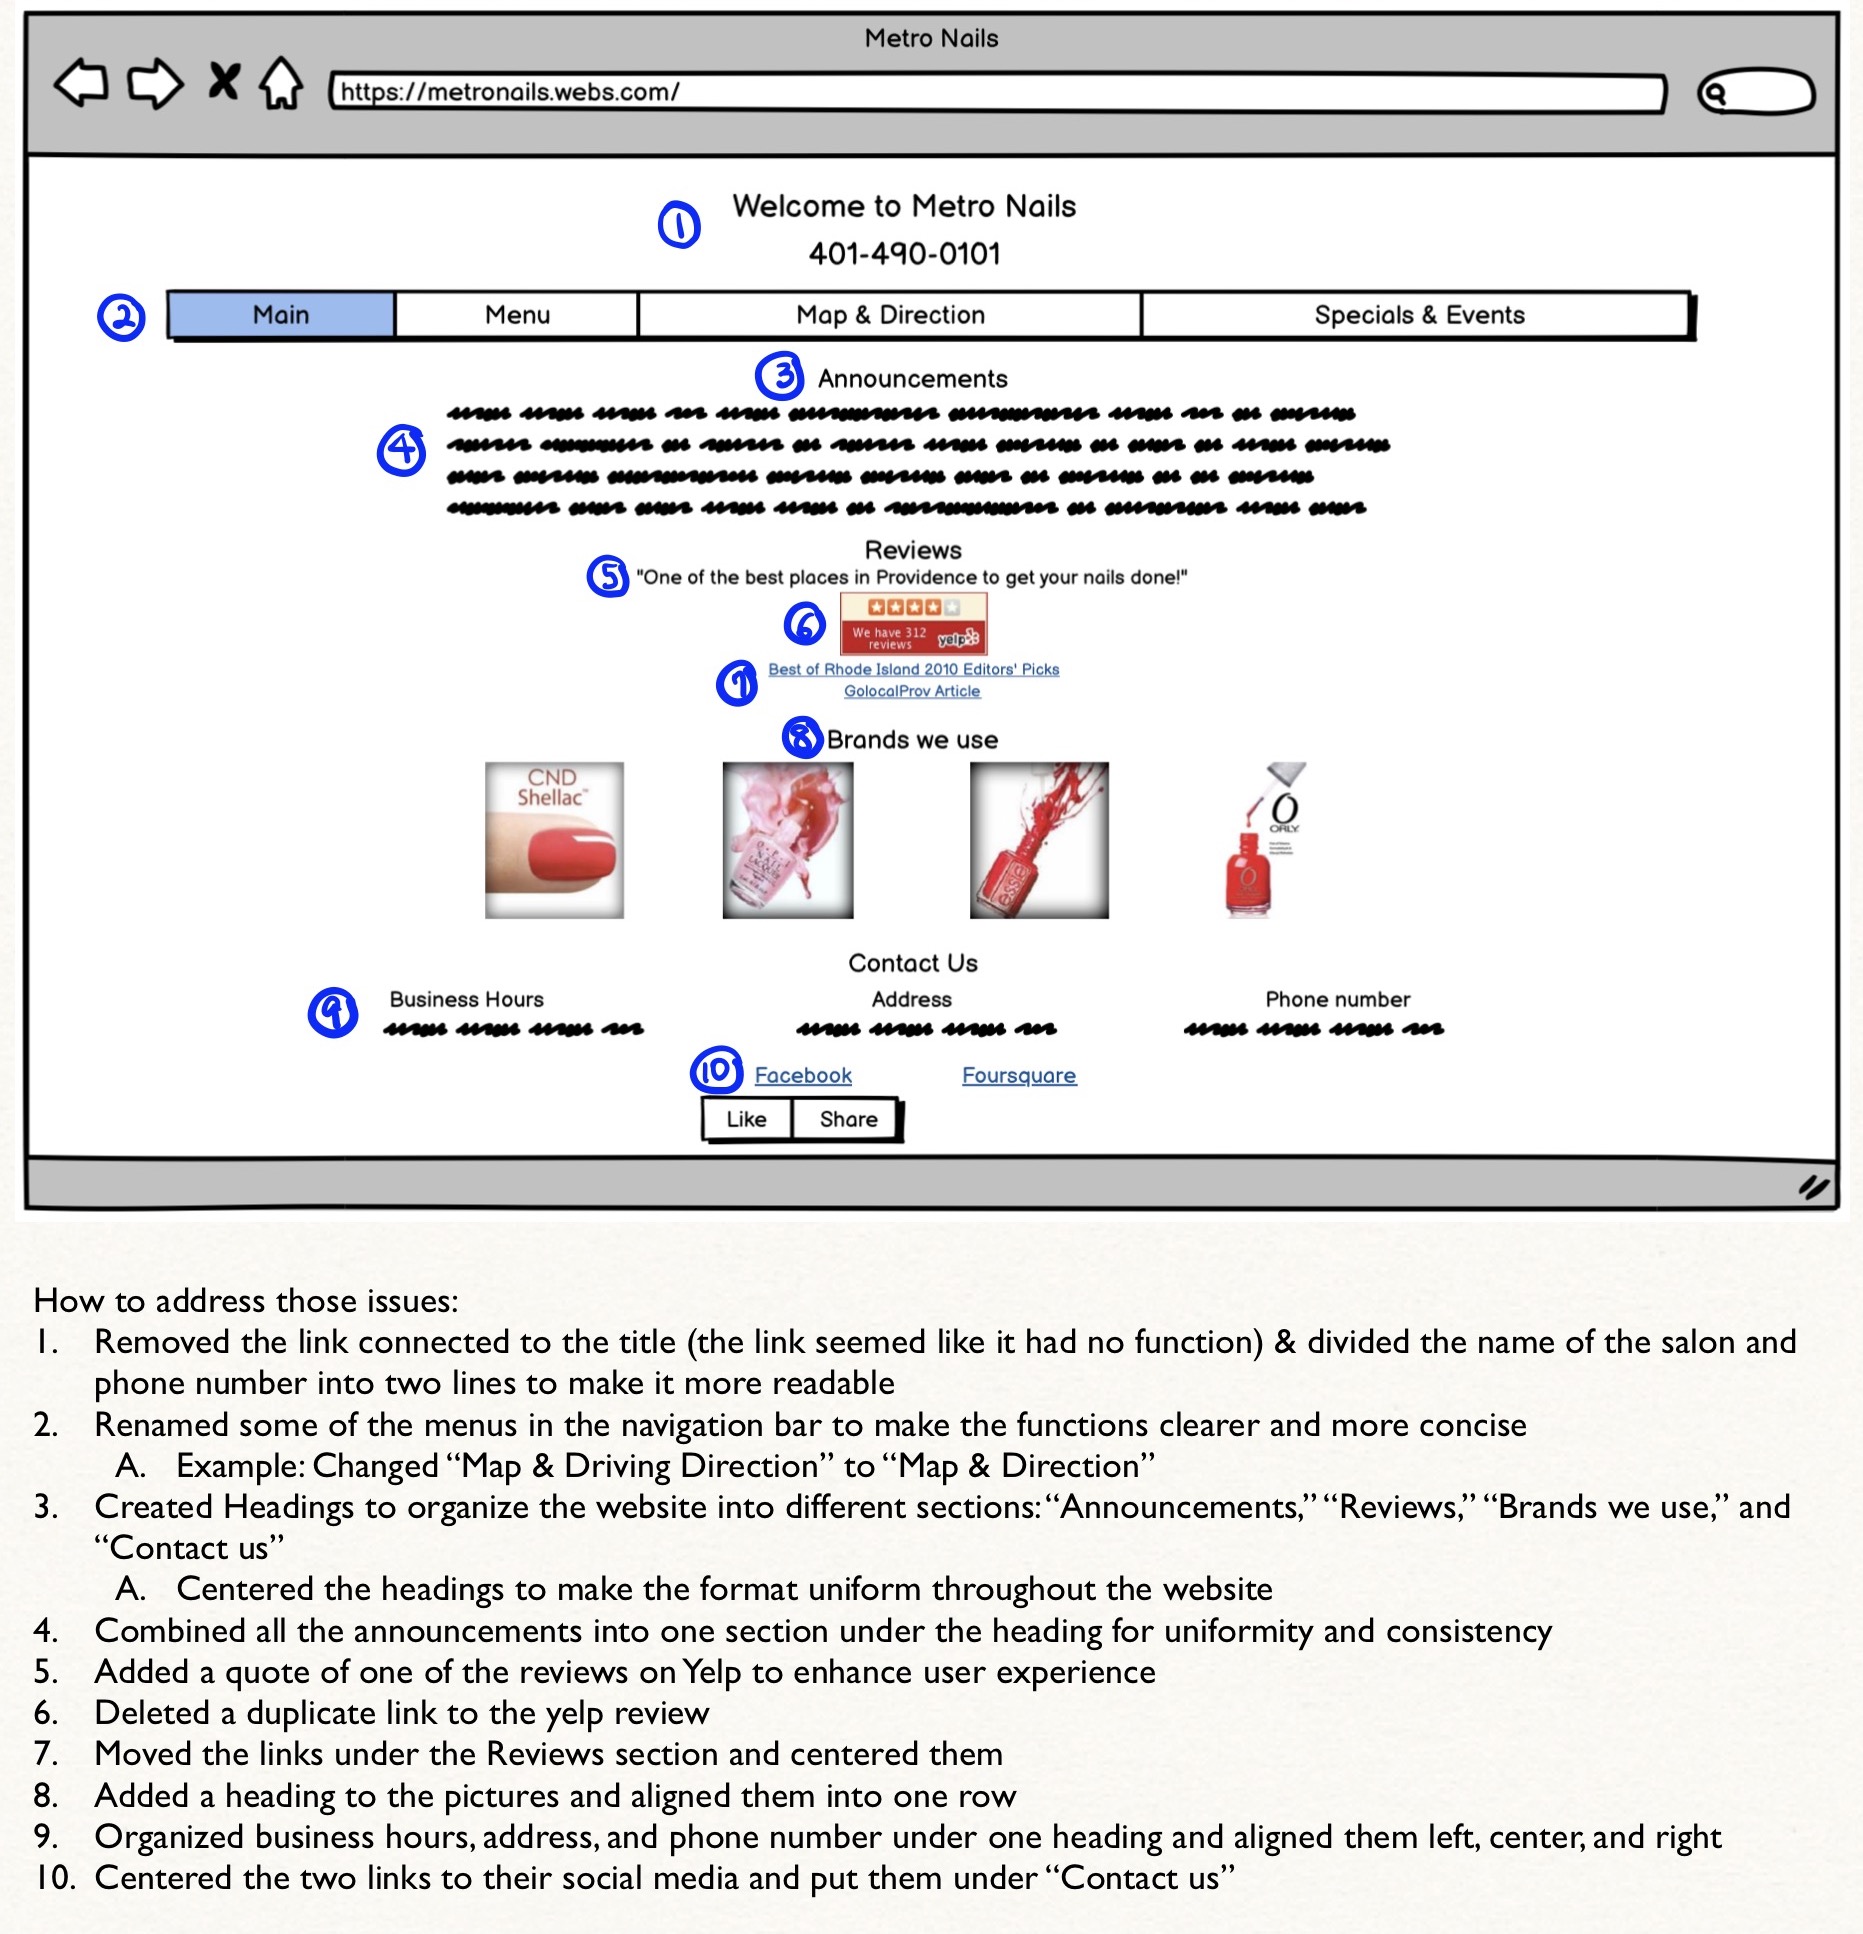 Metro Nails
https://metronails.webs.com/
1
Welcome to Metro Nails
401-490-0101
2
Main Menu Map & Direction Specials & Events
3 Announcements
4
Reviews
5 "One of the best places in Providence to get your nails done!"
6
We have 312
reviews yelp
7 Best of Rhode Island 2010 Editors' Picks
GolocalProv Article
8 Brands we use
CND
Shellac™
O·P·I
NAIL
LACQUER
essie
O
ORLY
Contact Us
9
Business Hours Address Phone number
10 Facebook Foursquare
Like Share
How to address those issues:
1. Removed the link connected to the title (the link seemed like it had no function) & divided the name of the salon and
phone number into two lines to make it more readable
2. Renamed some of the menus in the navigation bar to make the functions clearer and more concise
A. Example: Changed “Map & Driving Direction” to “Map & Direction”
3. Created Headings to organize the website into different sections: “Announcements,” “Reviews,” “Brands we use,” and
“Contact us”
A. Centered the headings to make the format uniform throughout the website
4. Combined all the announcements into one section under the heading for uniformity and consistency
5. Added a quote of one of the reviews on Yelp to enhance user experience
6. Deleted a duplicate link to the yelp review
7. Moved the links under the Reviews section and centered them
8. Added a heading to the pictures and aligned them into one row
9. Organized business hours, address, and phone number under one heading and aligned them left, center, and right
10. Centered the two links to their social media and put them under “Contact us”